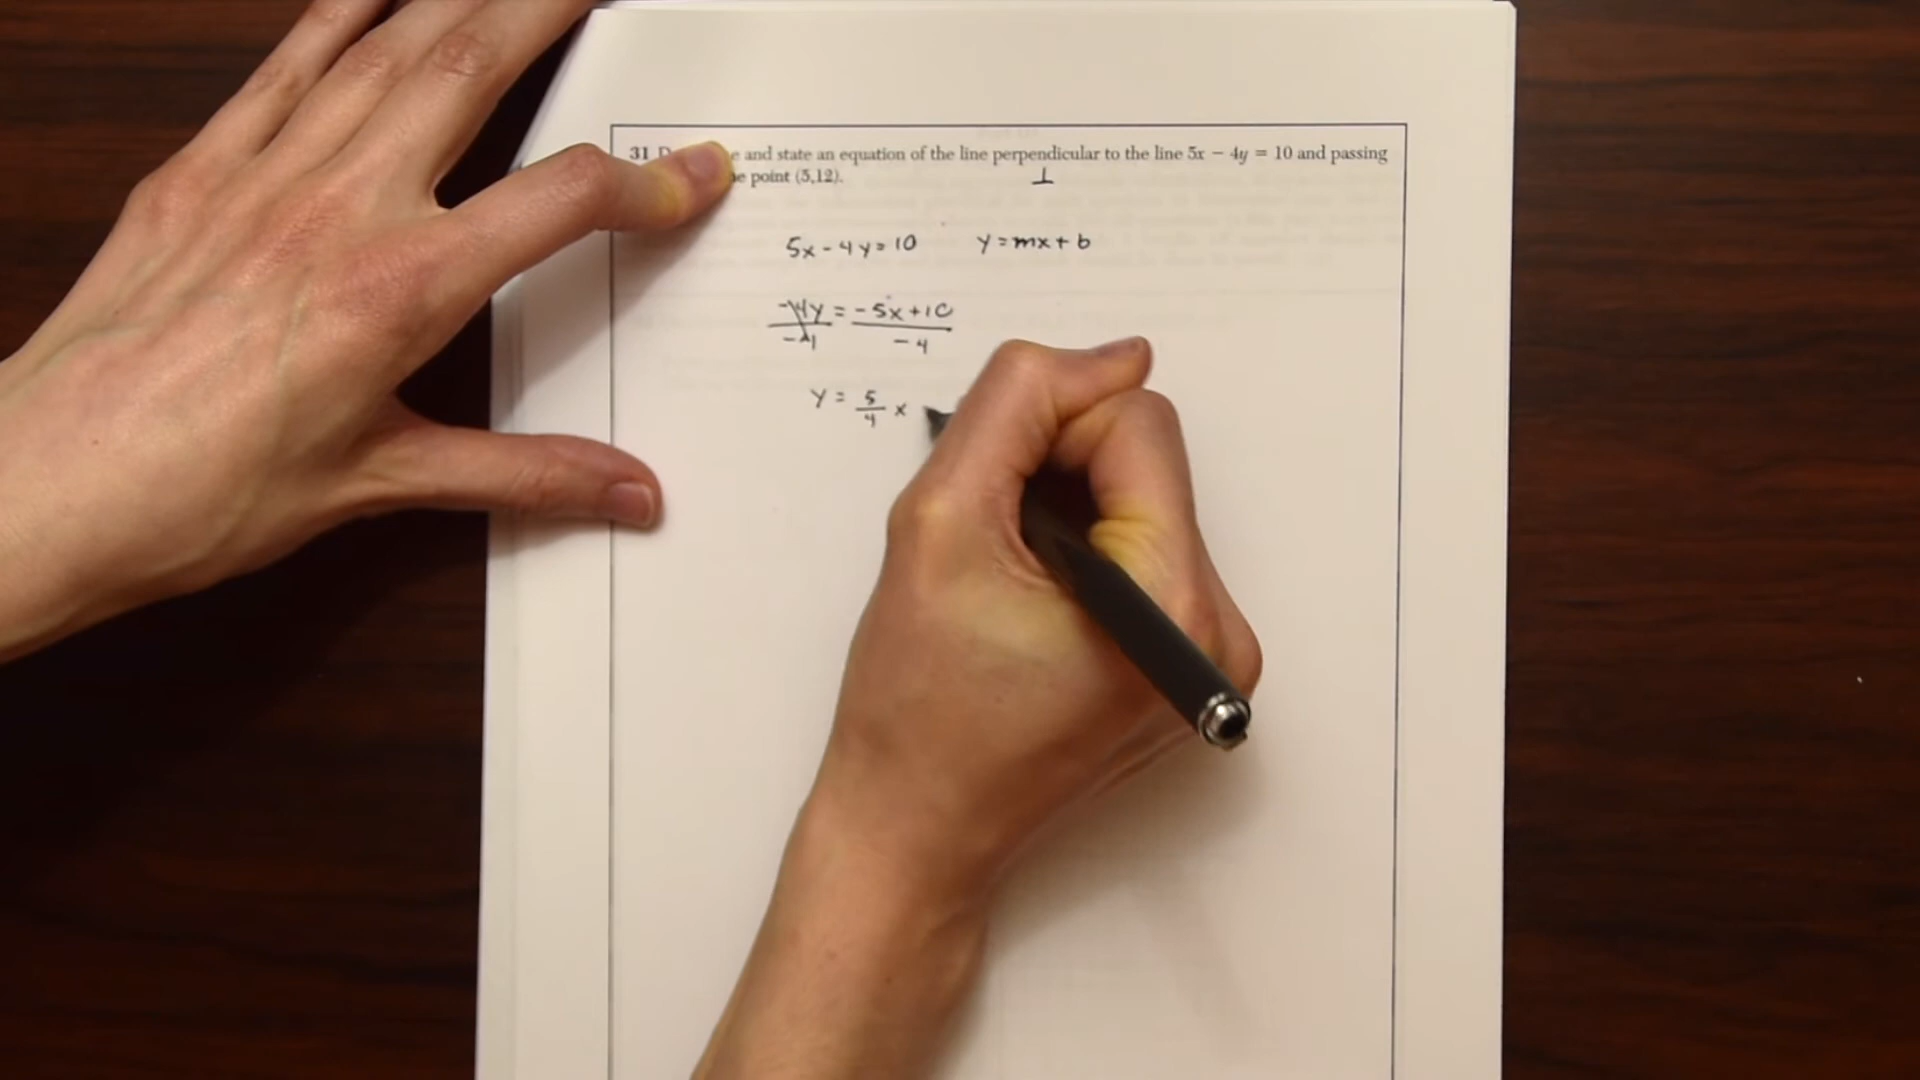 31 e and state an equation of the line perpendicular to the line 5x − 4y = 10 and passing
e point (5,12). ⊥
5x - 4y = 10 y = mx + b
-4y = -5x + 10
-4 -4
y = 5/4 x